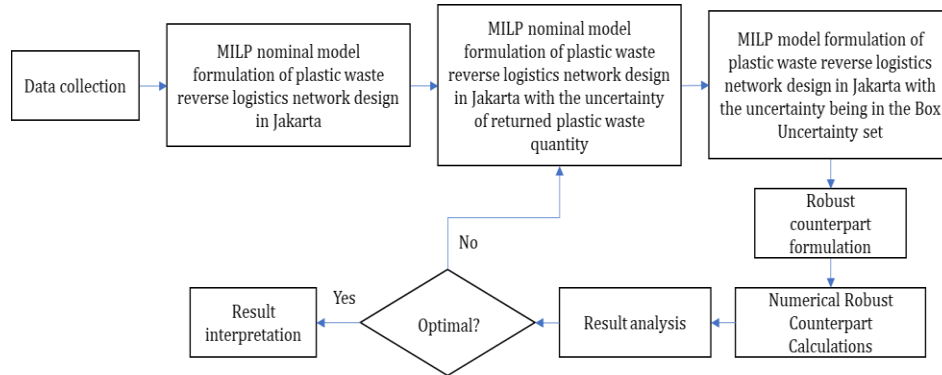 Data collection
MILP nominal model
formulation of plastic waste
reverse logistics network design
in Jakarta
MILP nominal model
formulation of plastic waste
reverse logistics network design
in Jakarta with the uncertainty
of returned plastic waste
quantity
MILP model formulation of
plastic waste reverse logistics
network design in Jakarta with
the uncertainty being in the Box
Uncertainty set
Robust
counterpart
formulation
Numerical Robust
Counterpart
Calculations
Result analysis
Optimal?
No
Yes
Result
interpretation